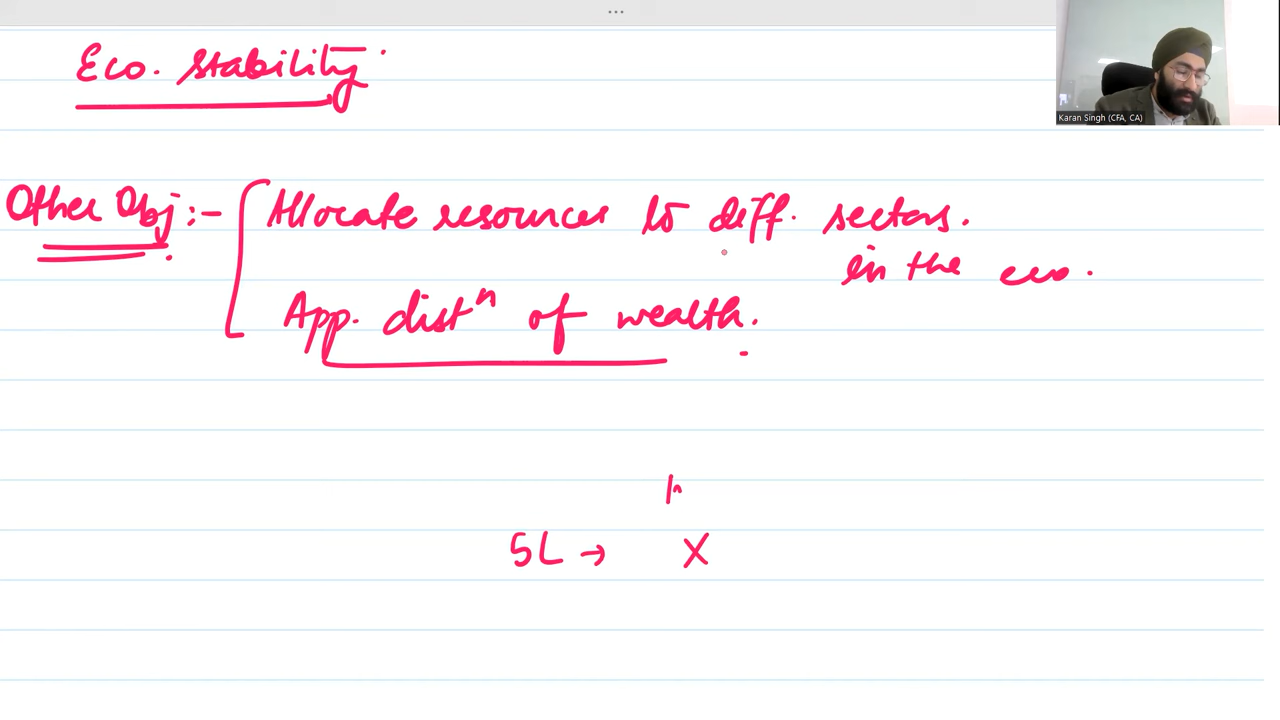 Eco. Stability
Karan Singh (CFA, CA)
Other Obj:- Allocate resources to diff. sectors.
in the eco.
App. distⁿ of wealth.
5L → X